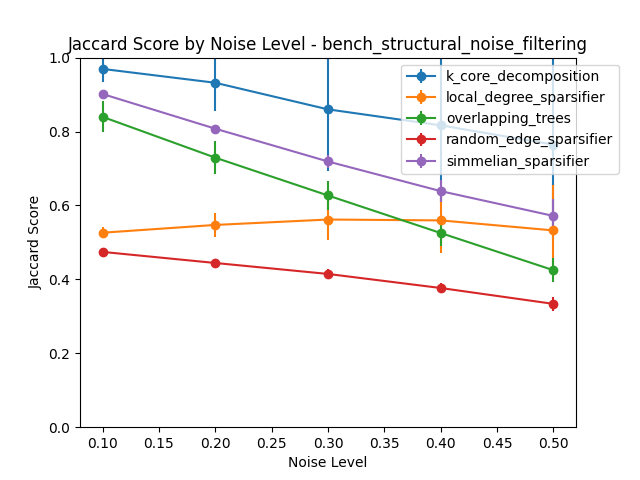 Jaccard Score by Noise Level - bench_structural_noise_filtering
k_core_decomposition
local_degree_sparsifier
overlapping_trees
random_edge_sparsifier
simmelian_sparsifier
Jaccard Score
1.0
0.8
0.6
0.4
0.2
0.0
0.10 0.15 0.20 0.25 0.30 0.35 0.40 0.45 0.50
Noise Level